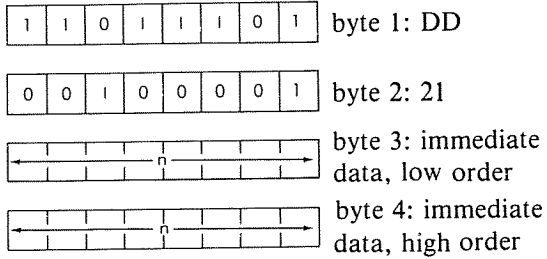 1 1 0 1 1 1 0 1 byte 1: DD
0 0 1 0 0 0 0 1 byte 2: 21
n byte 3: immediate
data, low order
n byte 4: immediate
data, high order